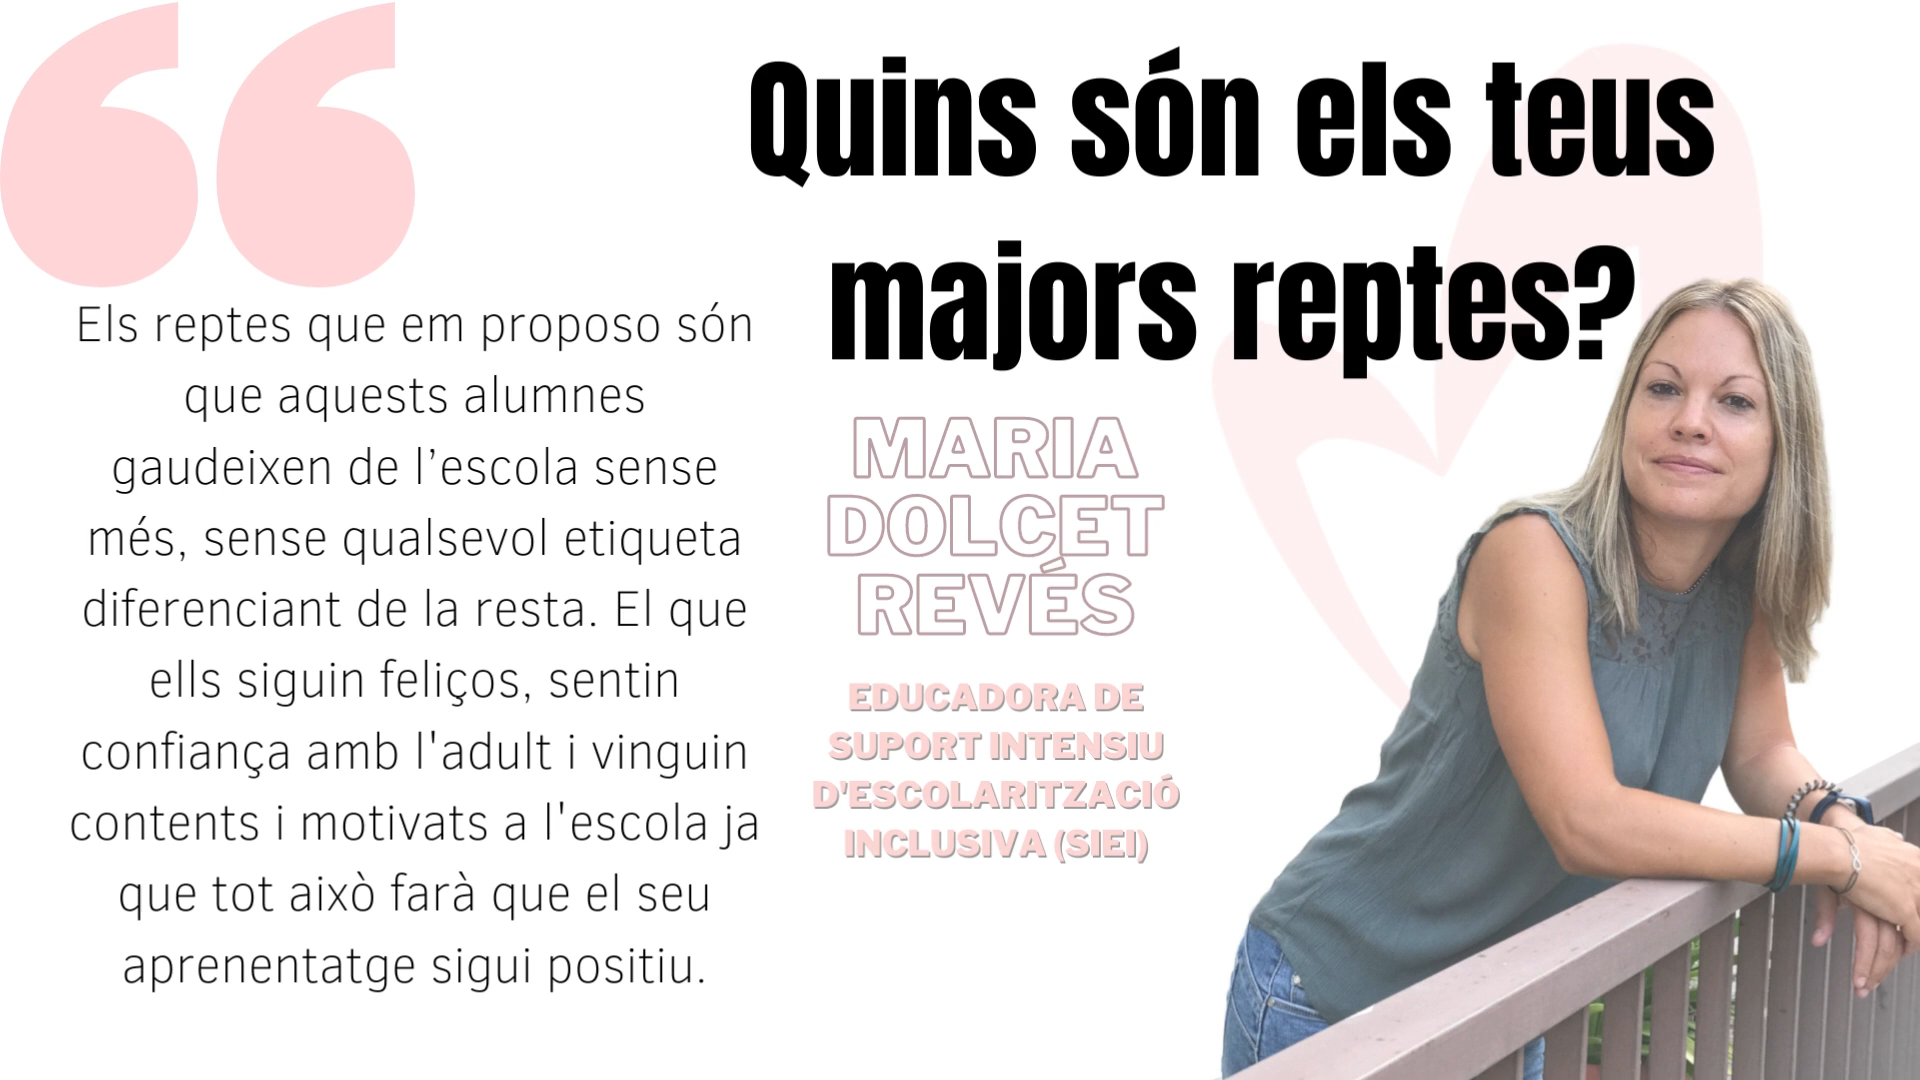 Quins són els teus
majors reptes?
Els reptes que em proposo són
que aquests alumnes
gaudeixen de l’escola sense
més, sense qualsevol etiqueta
diferenciant de la resta. El que
ells siguin feliços, sentin
confiança amb l'adult i vinguin
contents i motivats a l'escola ja
que tot això farà que el seu
aprenentatge sigui positiu.
MARIA
DOLCET
REVÉS
EDUCADORA DE
SUPORT INTENSIU
D'ESCOLARITZACIÓ
INCLUSIVA (SIEI)